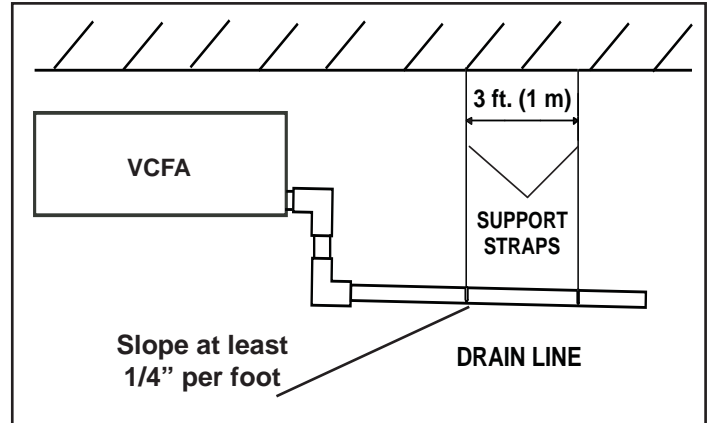 3 ft. (1 m)
VCFA
SUPPORT
STRAPS
Slope at least
1/4” per foot
DRAIN LINE